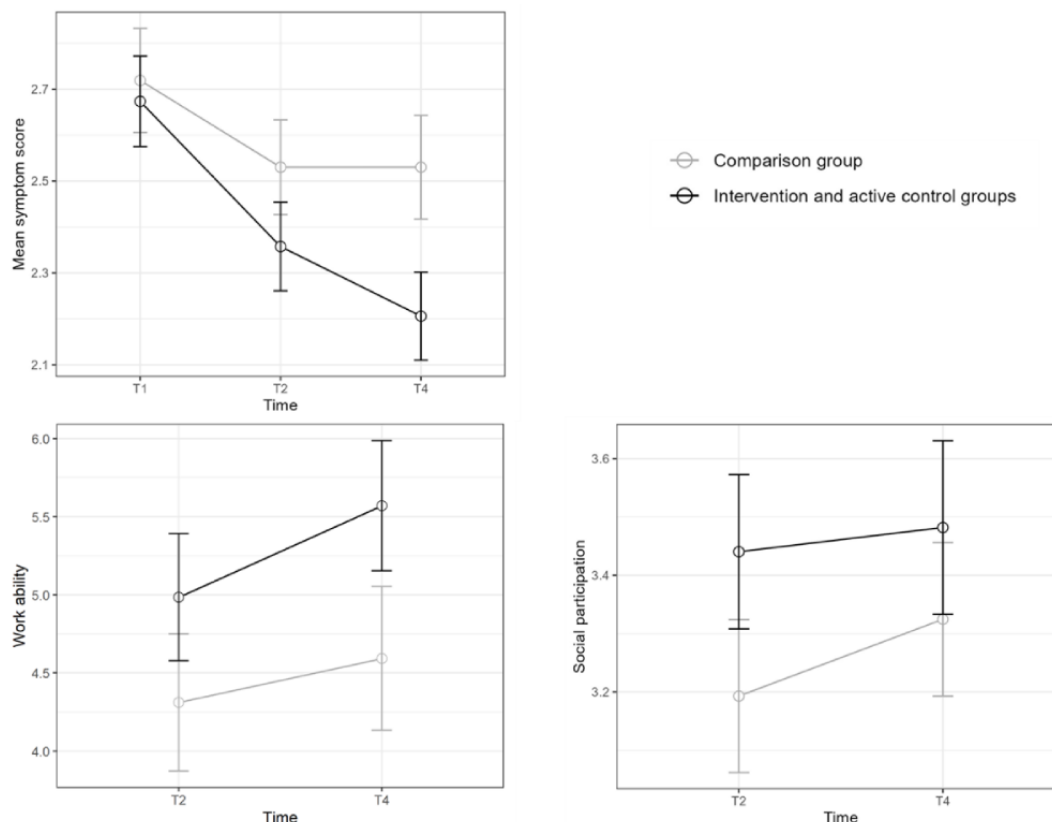 Mean symptom score
2.7
2.5
2.3
2.1
T1
T2
T4
Time
Comparison group
Intervention and active control groups
Work ability
6.0
5.5
5.0
4.5
4.0
T2
T4
Time
Social participation
3.6
3.4
3.2
T2
T4
Time